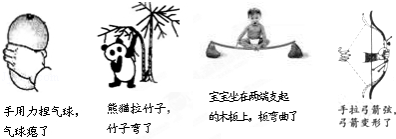 手用力捏气球，
气球瘪了
熊猫拉竹子，
竹子弯了
宝宝坐在两端支起
的木板上，板弯曲了
手拉弓箭弦，
弓箭变形了